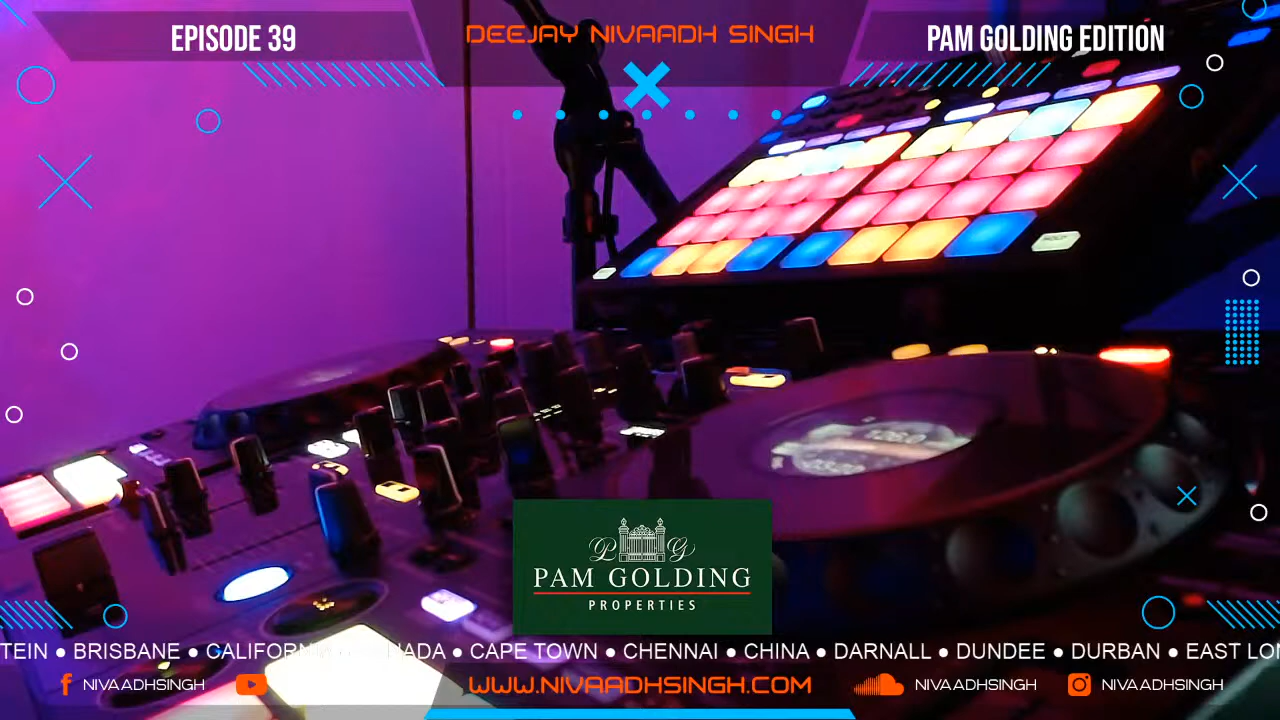 EPISODE 39
DEEJAY NIVAADH SINGH
PAM GOLDING EDITION
P G
PAM GOLDING
PROPERTIES
TEIN ● BRISBANE ● CALIFORN NADA ● CAPE TOWN ● CHENNAI ● CHINA ● DARNALL ● DUNDEE ● DURBAN ● EAST LON
NIVAADHSINGH
WWW.NIVAADHSINGH.COM
NIVAADHSINGH
NIVAADHSINGH